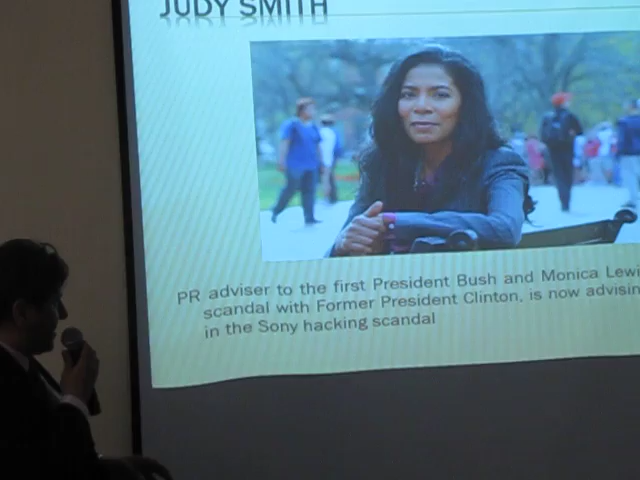 JUDY SMITH
PR adviser to the first President Bush and Monica Lewi
scandal with Former President Clinton, is now advisin
in the Sony hacking scandal